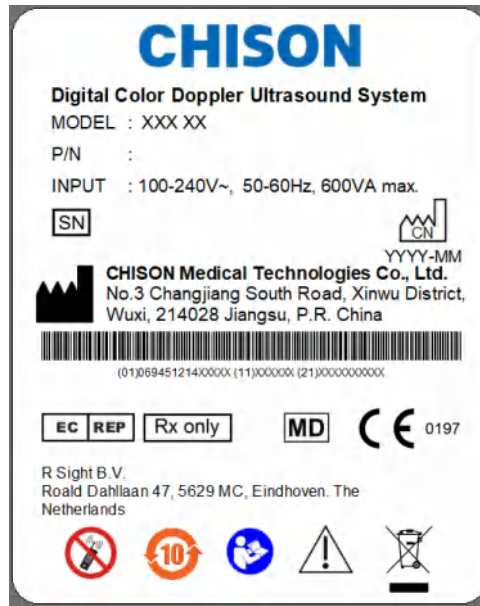 CHISON
Digital Color Doppler Ultrasound System
MODEL : XXX XX
P/N :
INPUT : 100-240V~, 50-60Hz, 600VA max.
SN
CN
YYYY-MM
CHISON Medical Technologies Co., Ltd.
No.3 Changjiang South Road, Xinwu District,
Wuxi, 214028 Jiangsu, P.R. China
(01)069451214XXXXX (11)XXXXXX (21)XXXXXXXXXX
EC REP Rx only MD CE 0197
R Sight B.V.
Roald Dahllaan 47, 5629 MC, Eindhoven. The
Netherlands
10